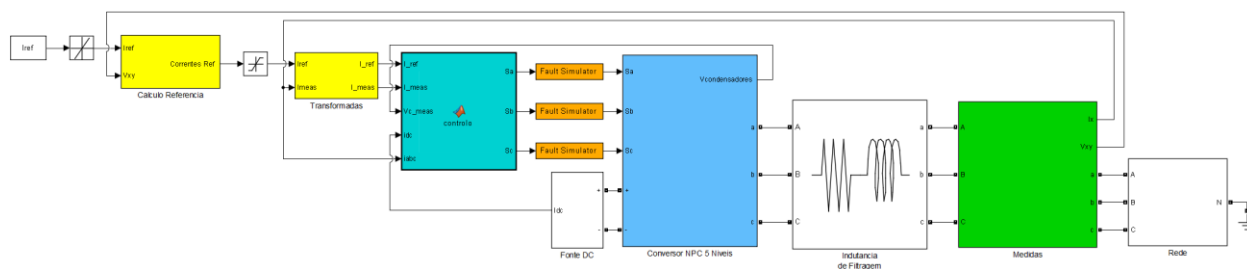 Iref
Iref
Vxy
Correntes Ref
Calculo Referencia
Iref
Imeas
I_ref
I_meas
Transformadas
I_ref
I_meas
Vc_meas
idc
iabc
controle
Sa
Sb
Sc
Fault Simulator
Fault Simulator
Fault Simulator
Sa
Sb
Sc
+
-
Vcondensadores
a
b
c
Conversor NPC 5 Niveis
Idc
+
-
Fonte DC
A
B
C
a
b
c
Indutancia
de Filtragem
A
B
C
Vxy
a
b
c
Medidas
A
B
C
N
Rede